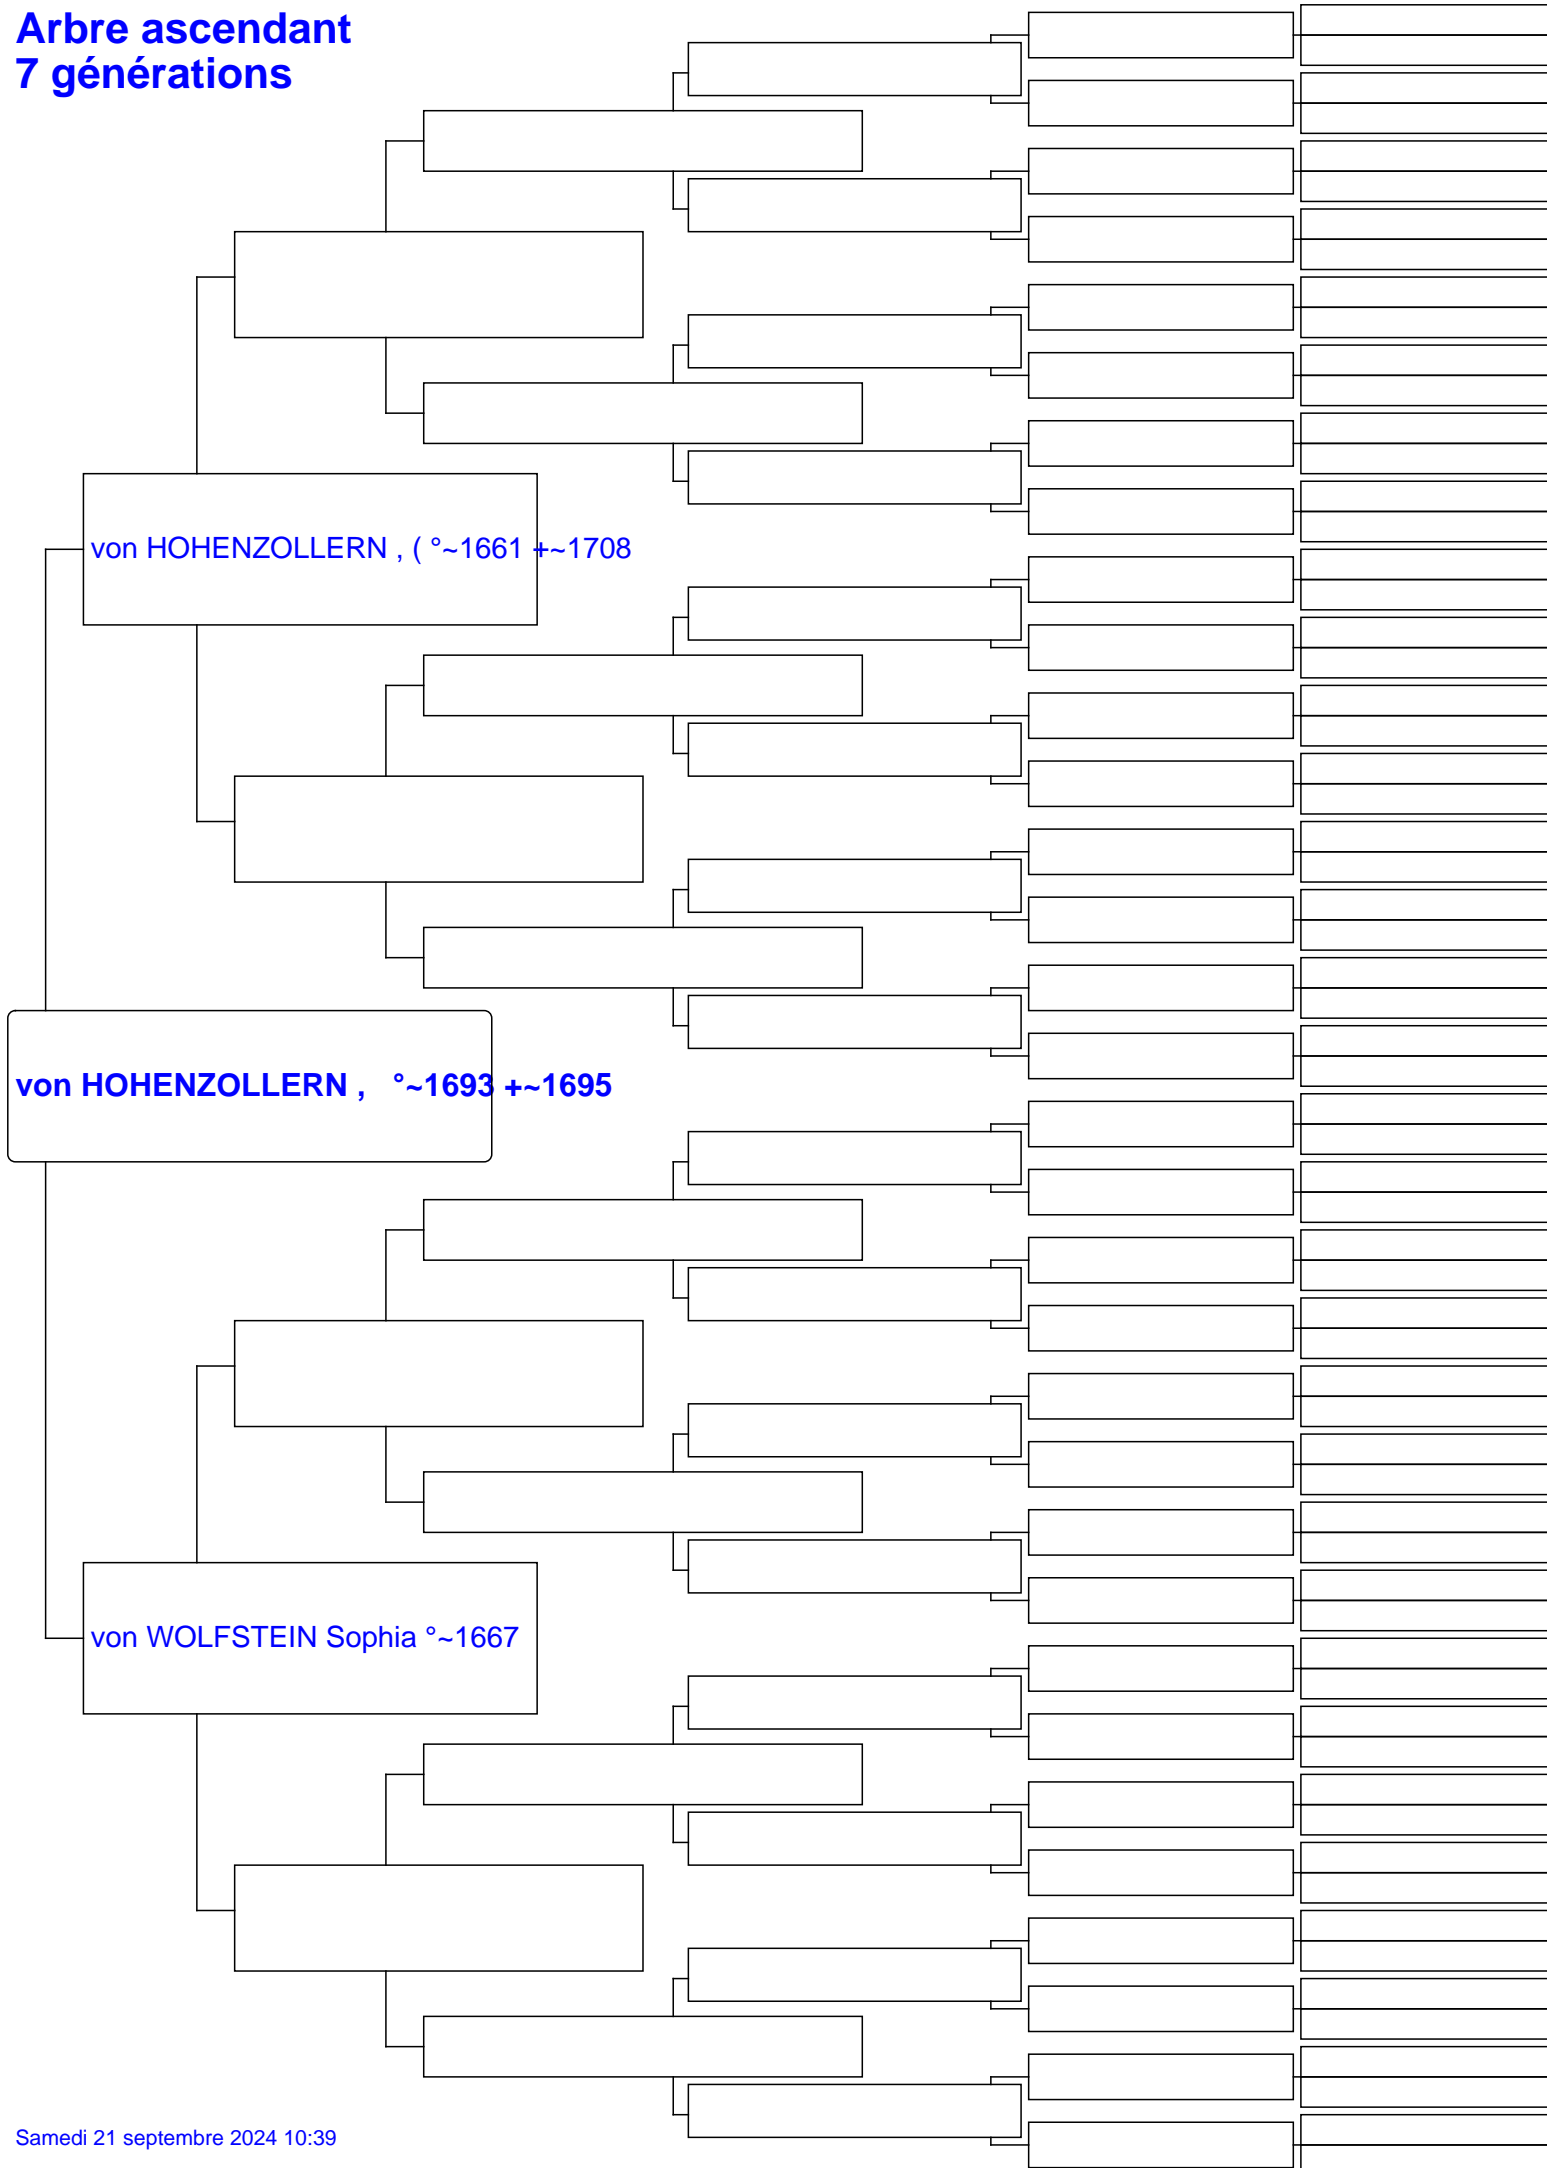 Arbre ascendant
7 générations
von HOHENZOLLERN , ( °~1661 +~1708
von HOHENZOLLERN , °~1693 +~1695
von WOLFSTEIN Sophia °~1667
Samedi 21 septembre 2024 10:39